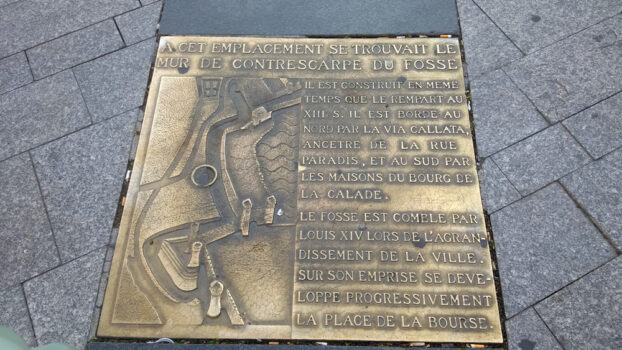 A CET EMPLACEMENT SE TROUVAIT LE
MUR DE CONTRESCARPE DU FOSSE
IL EST CONSTRUIT EN MEME
TEMPS QUE LE REMPART AU
XIII S. IL EST BORDE AU
NORD PAR LA VIA CALLATA,
ANCETRE DE LA RUE
PARADIS, ET AU SUD PAR
LES MAISONS DU BOURG DE
LA CALADE.
LE FOSSE EST COMBLE PAR
LOUIS XIV LORS DE L'AGRAN-
DISSEMENT DE LA VILLE.
SUR SON EMPRISE SE DEVE-
LOPPE PROGRESSIVEMENT
LA PLACE DE LA BOURSE.